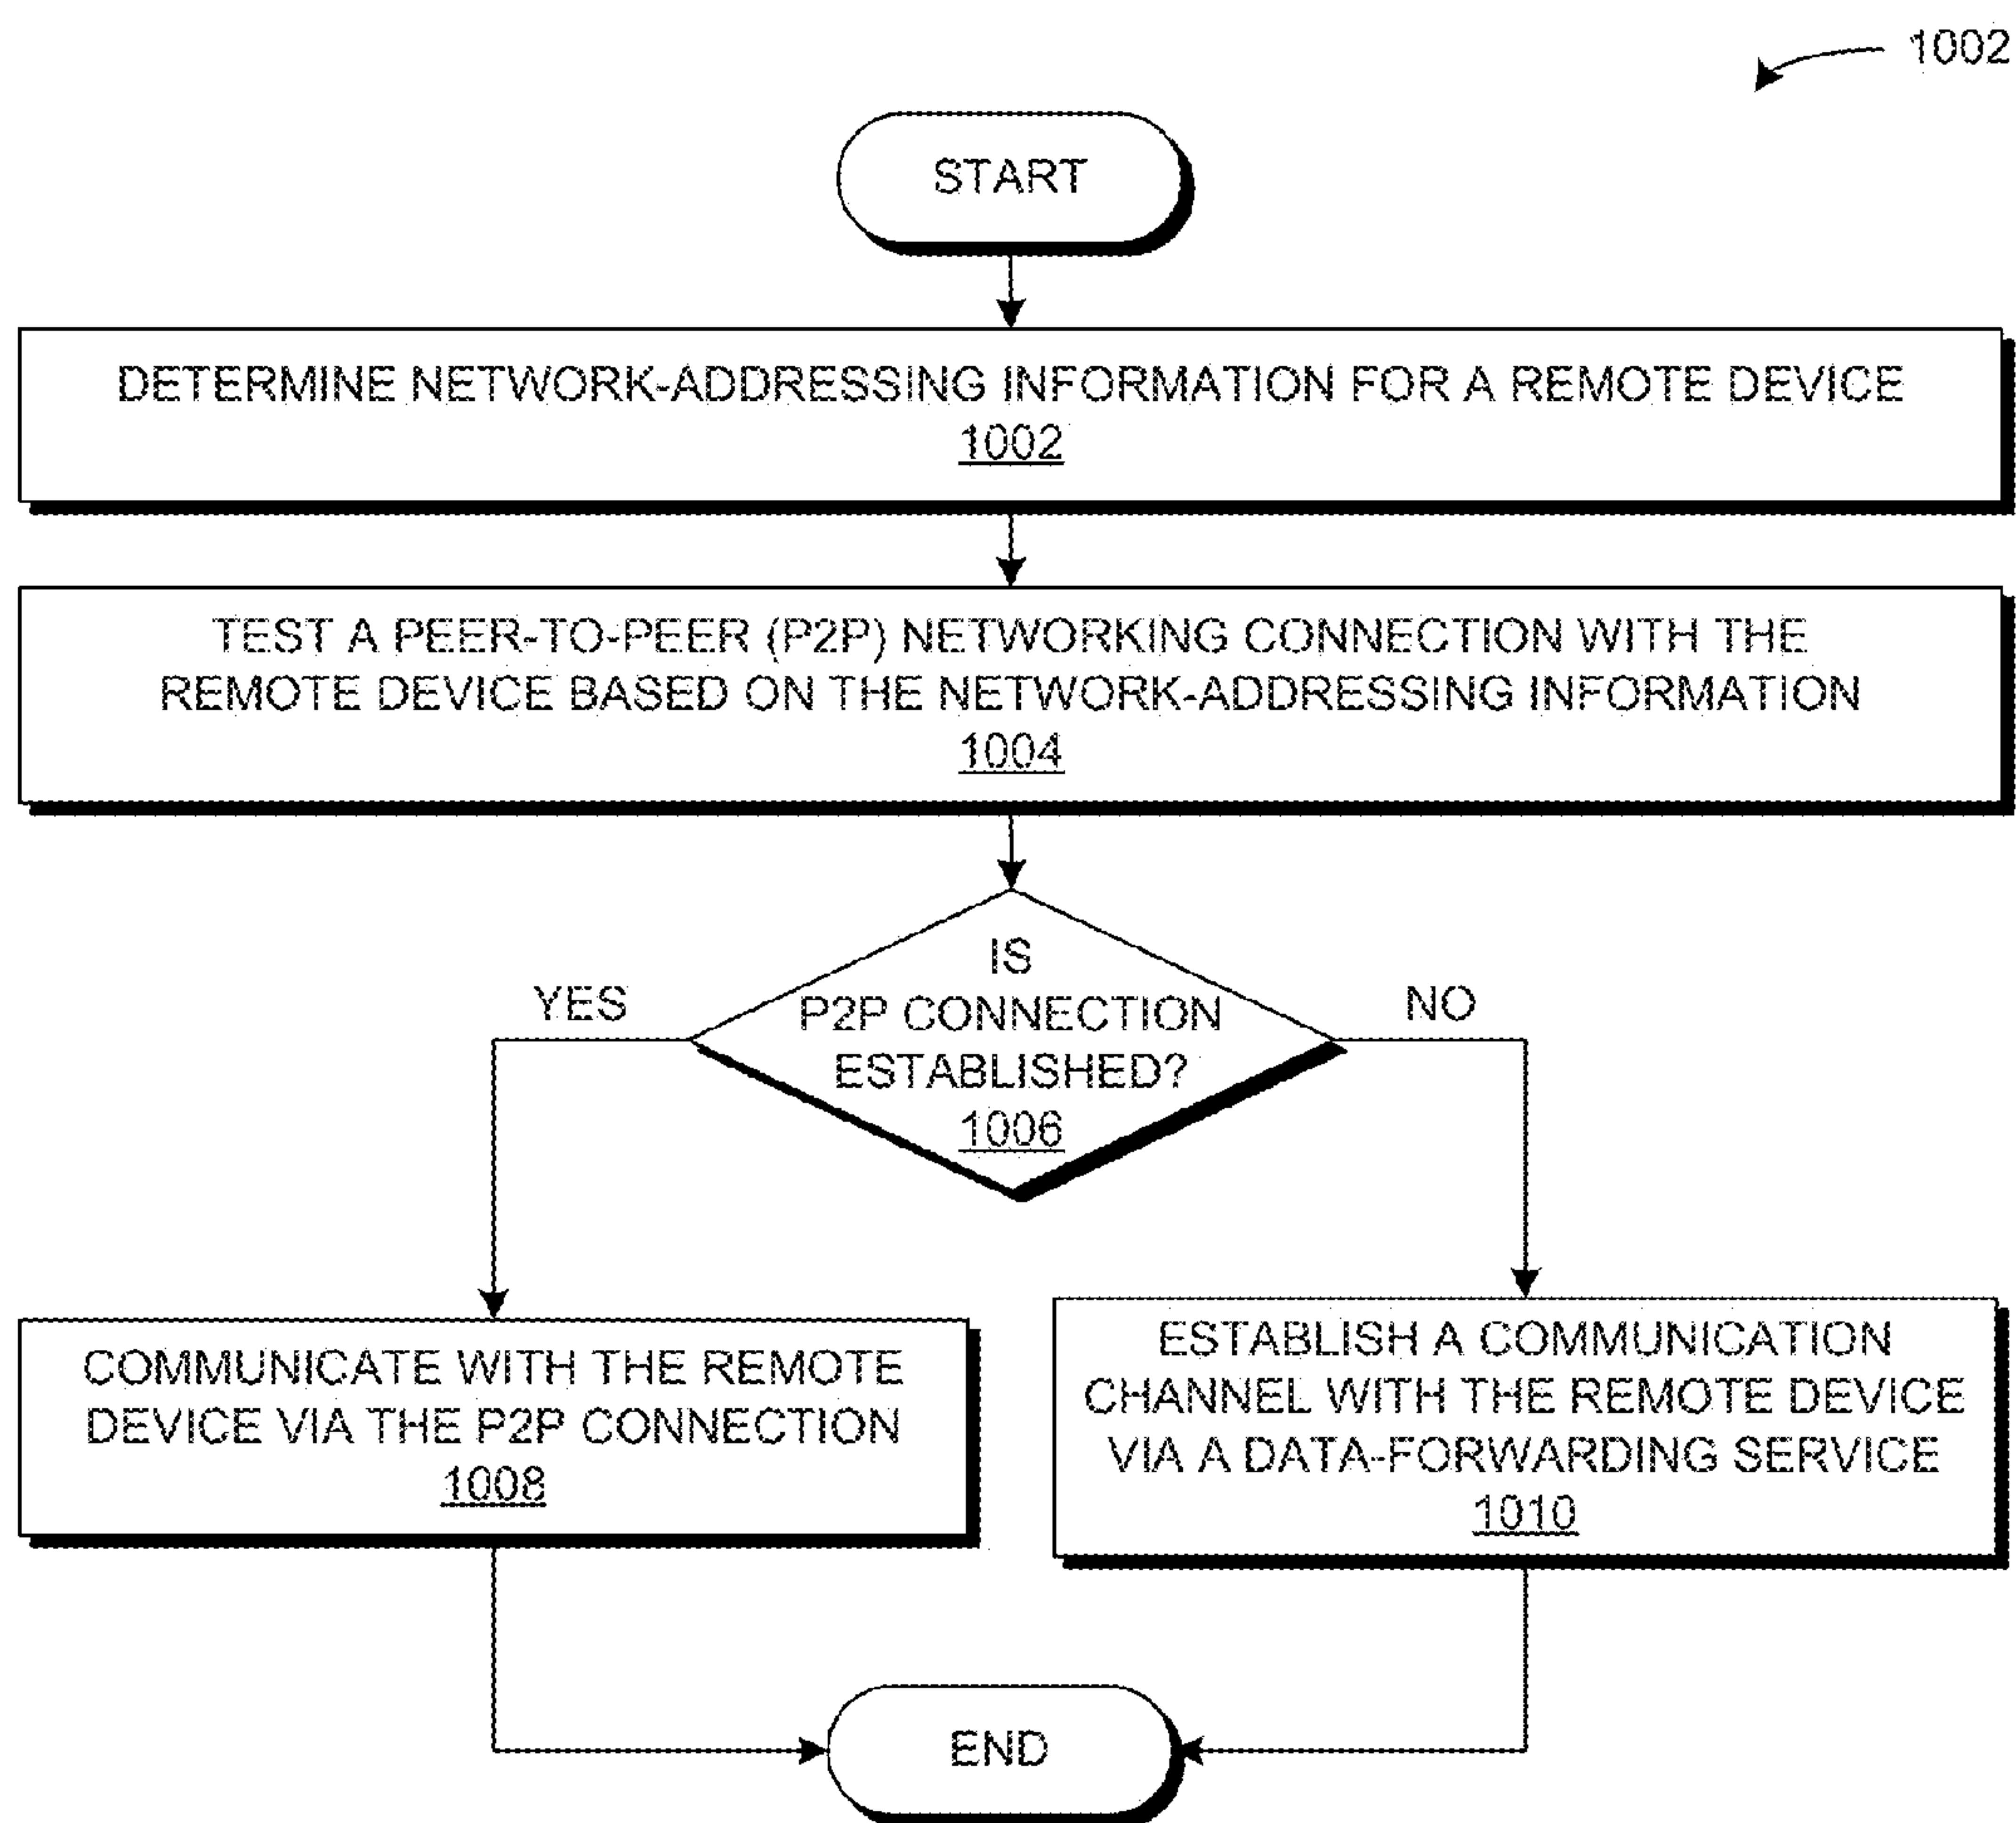 1002
START
DETERMINE NETWORK-ADDRESSING INFORMATION FOR A REMOTE DEVICE
1002
TEST A PEER-TO-PEER (P2P) NETWORKING CONNECTION WITH THE
REMOTE DEVICE BASED ON THE NETWORK-ADDRESSING INFORMATION
1004
IS
P2P CONNECTION
ESTABLISHED?
1006
YES
NO
COMMUNICATE WITH THE REMOTE
DEVICE VIA THE P2P CONNECTION
1008
ESTABLISH A COMMUNICATION
CHANNEL WITH THE REMOTE DEVICE
VIA A DATA-FORWARDING SERVICE
1010
END